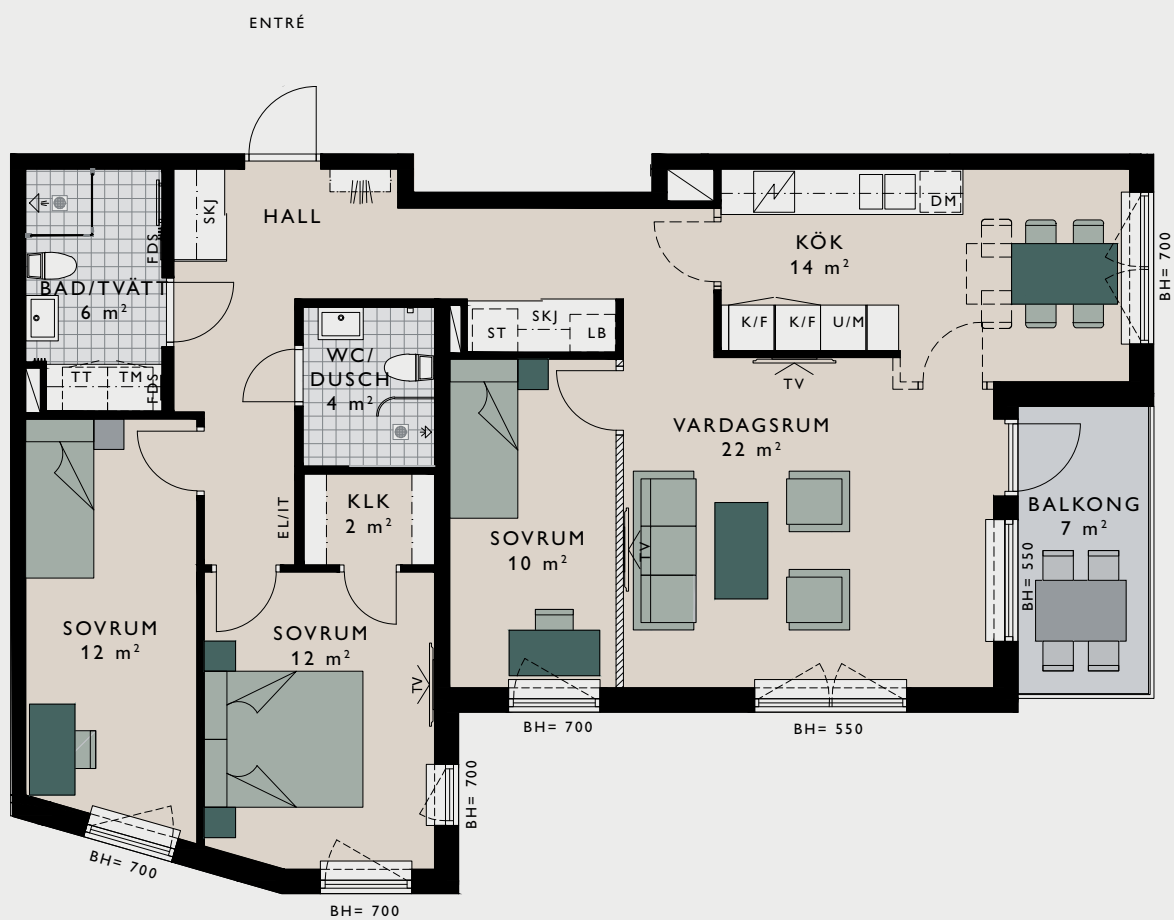 ENTRÉ
SKJ
HALL
FDS
BAD/TVÄTT
6 m²
TT
TM
FDS
KÖK
14 m²
DM
BH= 700
K/F
K/F
U/M
TV
ST
SKJ
LB
WC/
DUSCH
4 m²
VARDAGSRUM
22 m²
EL/IT
KLK
2 m²
SOVRUM
10 m²
TV
BALKONG
7 m²
BH= 550
SOVRUM
12 m²
SOVRUM
12 m²
TV
BH= 700
BH= 550
BH= 700
BH= 700
BH= 700